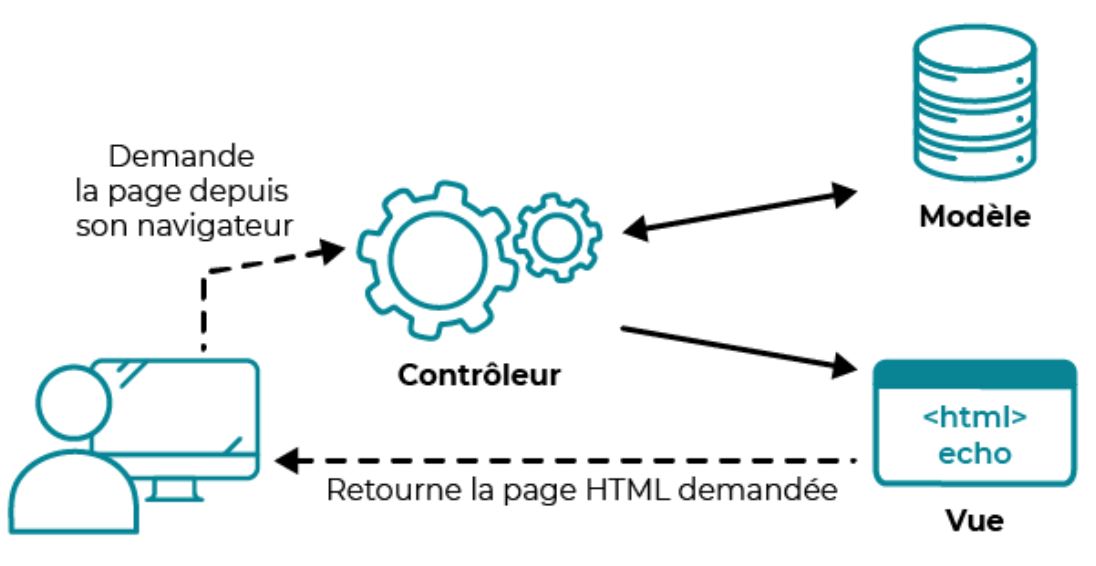 Demande
la page depuis
son navigateur
Contrôleur
Modèle
<html>
echo
Vue
Retourne la page HTML demandée